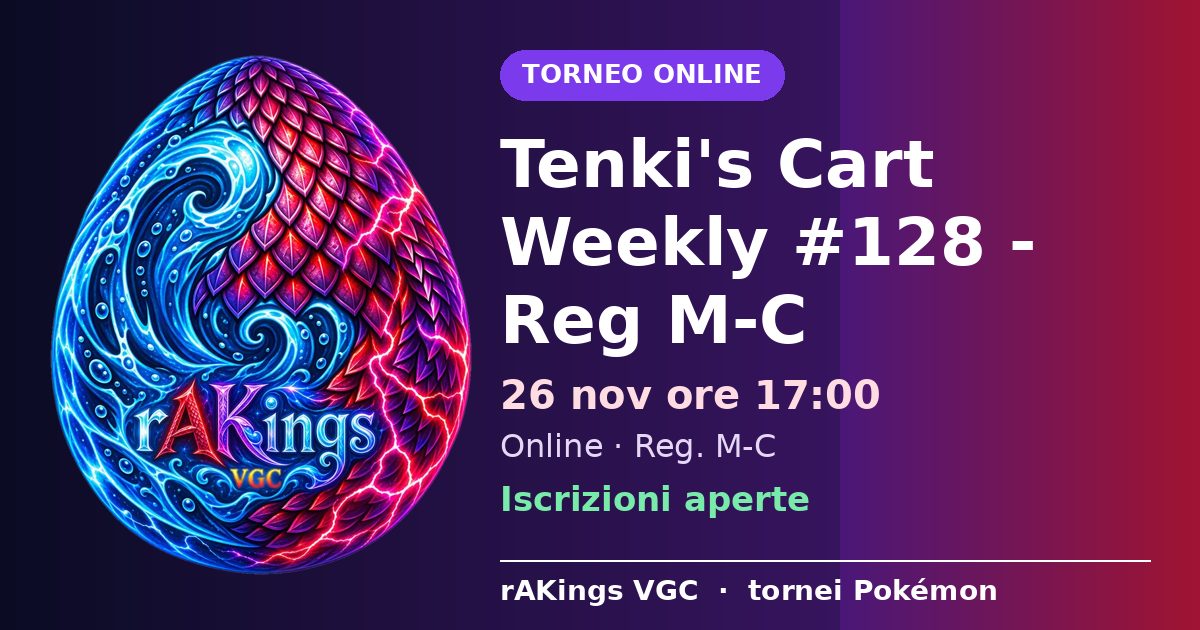 TORNEO ONLINE
Tenki's Cart
Weekly #128 -
Reg M-C
26 nov ore 17:00
Online · Reg. M-C
Iscrizioni aperte
rAKings
VGC
rAKings VGC · tornei Pokémon